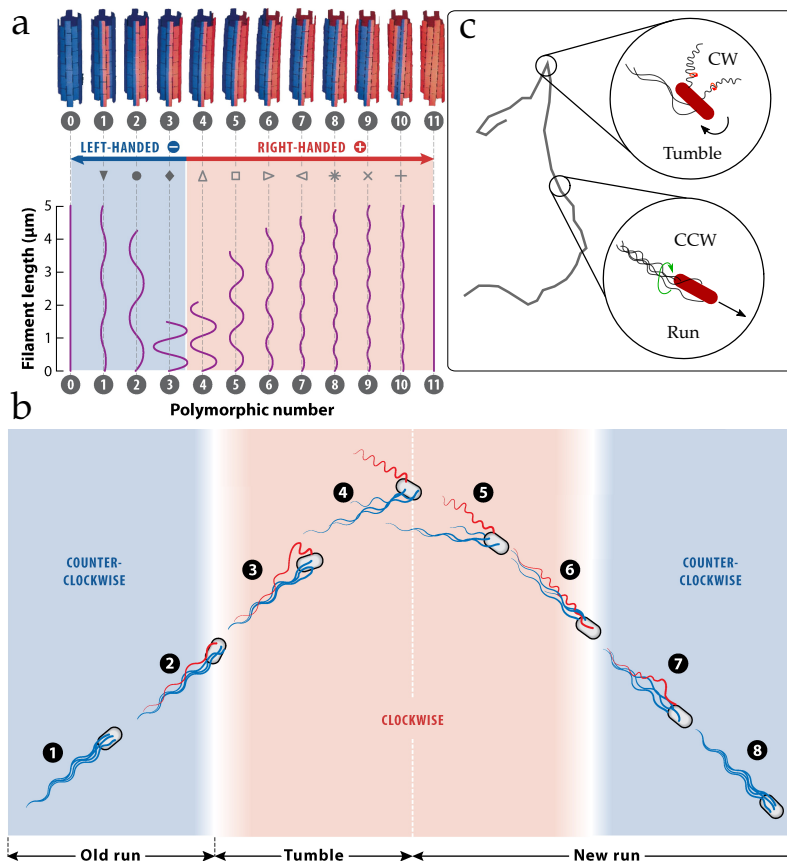 a
0 1 2 3 4 5 6 7 8 9 10 11
LEFT-HANDED − RIGHT-HANDED +
5
4
3
2
1
0
Filament length (μm)
0 1 2 3 4 5 6 7 8 9 10 11
Polymorphic number
c
CW
Tumble
CCW
Run
b
COUNTER-
CLOCKWISE
1
2
3
4
5
6
7
8
CLOCKWISE
COUNTER-
CLOCKWISE
Old run Tumble New run